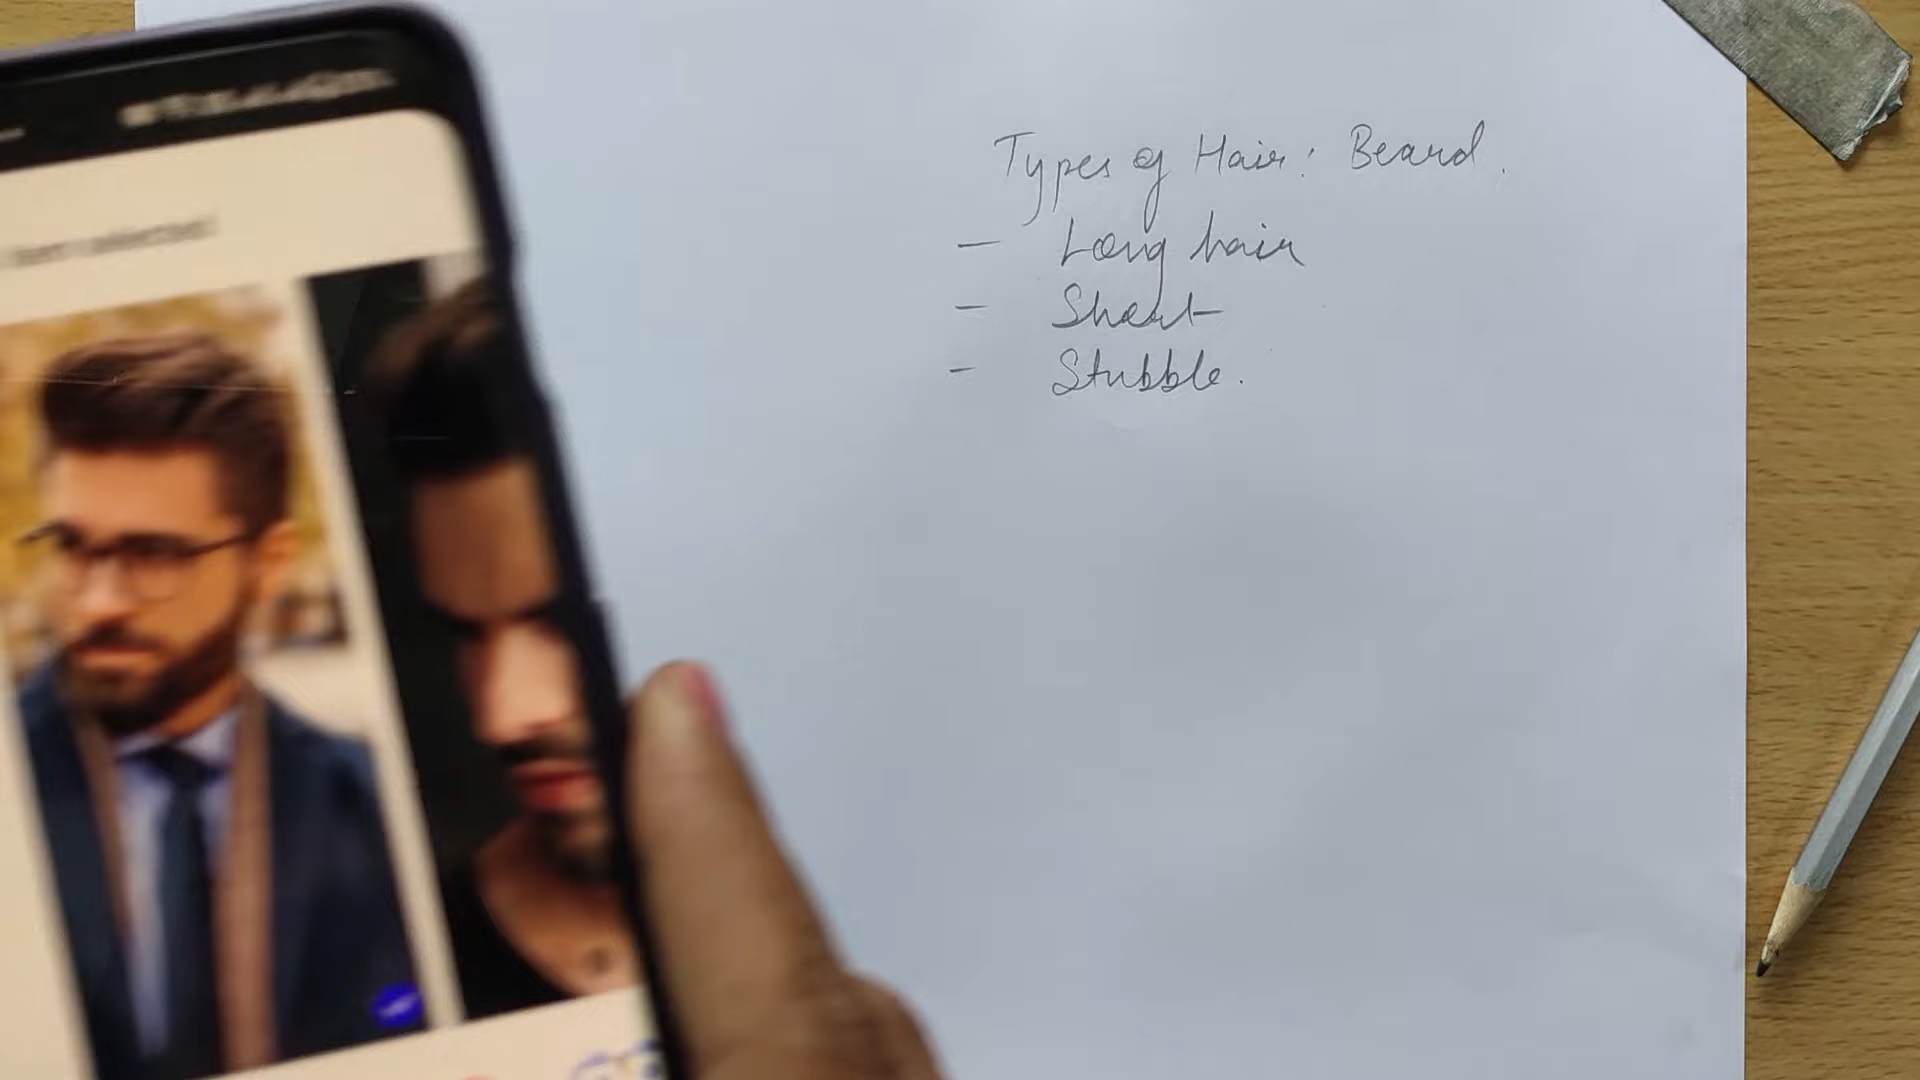 Types of Hair: Beard.
- Long hair
- Short
- Stubble.